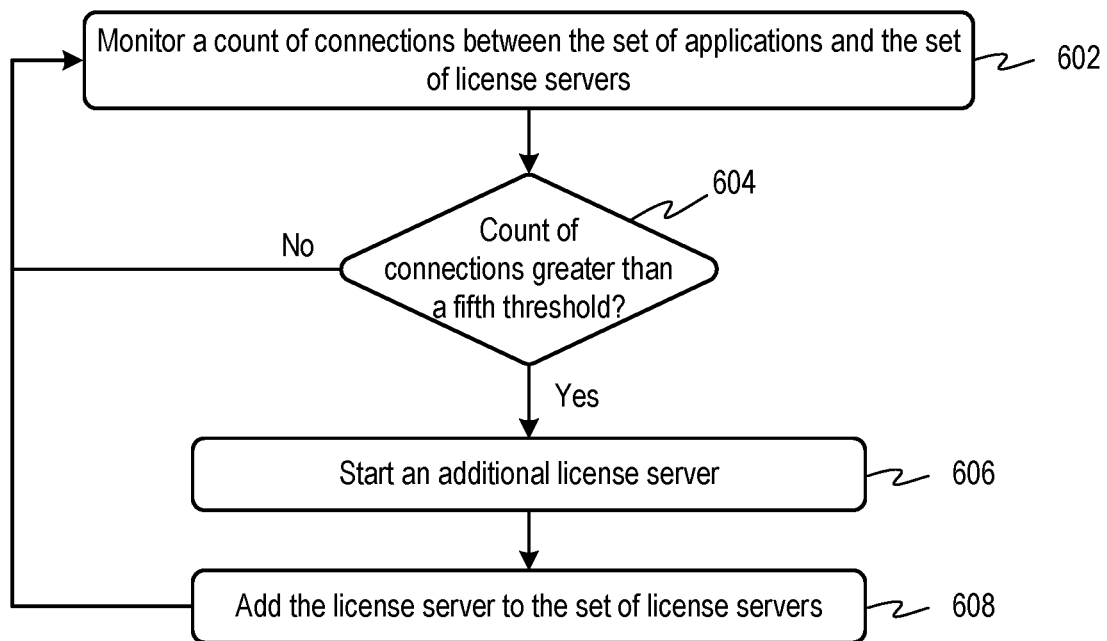 Monitor a count of connections between the set of applications and the set
of license servers
602
604
Count of
connections greater than
a fifth threshold?
No
Yes
Start an additional license server
606
Add the license server to the set of license servers
608